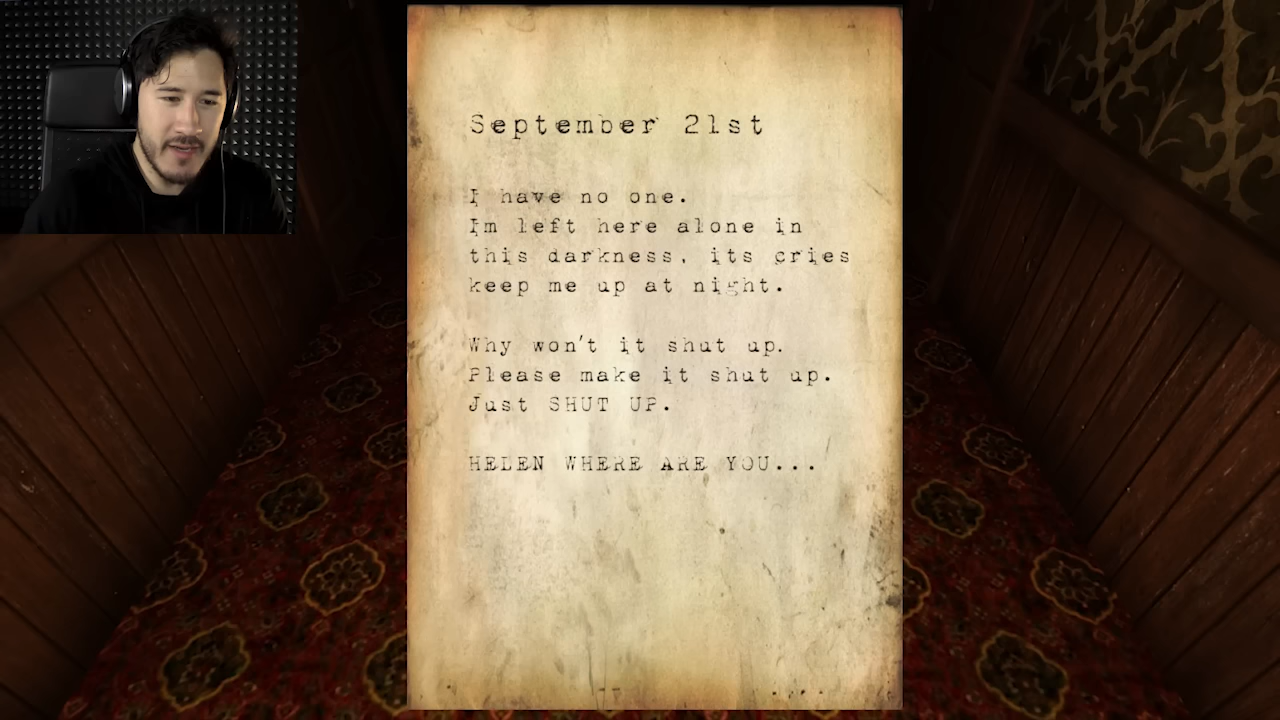 September 21st
I have no one.
Im left here alone in
this darkness, its cries
keep me up at night.
Why won't it shut up.
Please make it shut up.
Just SHUT UP.
HELEN WHERE ARE YOU...